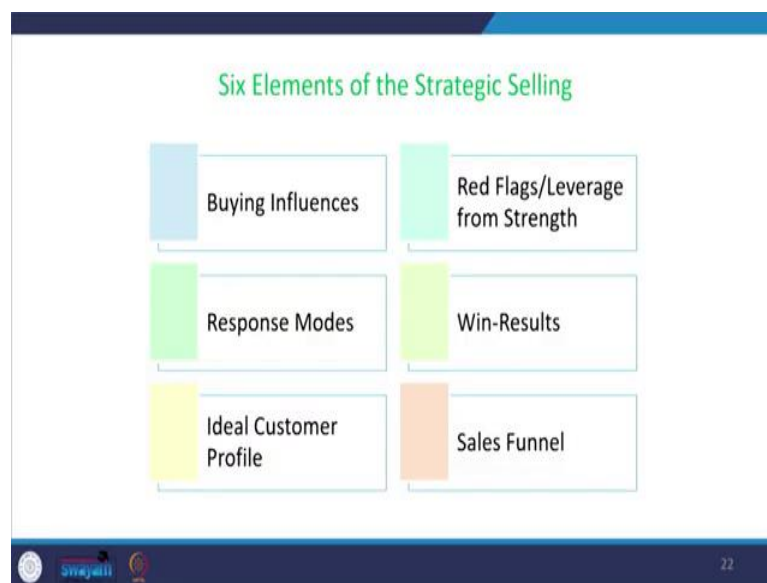 Six Elements of the Strategic Selling
Buying Influences
Red Flags/Leverage
from Strength
Response Modes
Win-Results
Ideal Customer
Profile
Sales Funnel
swayam
22